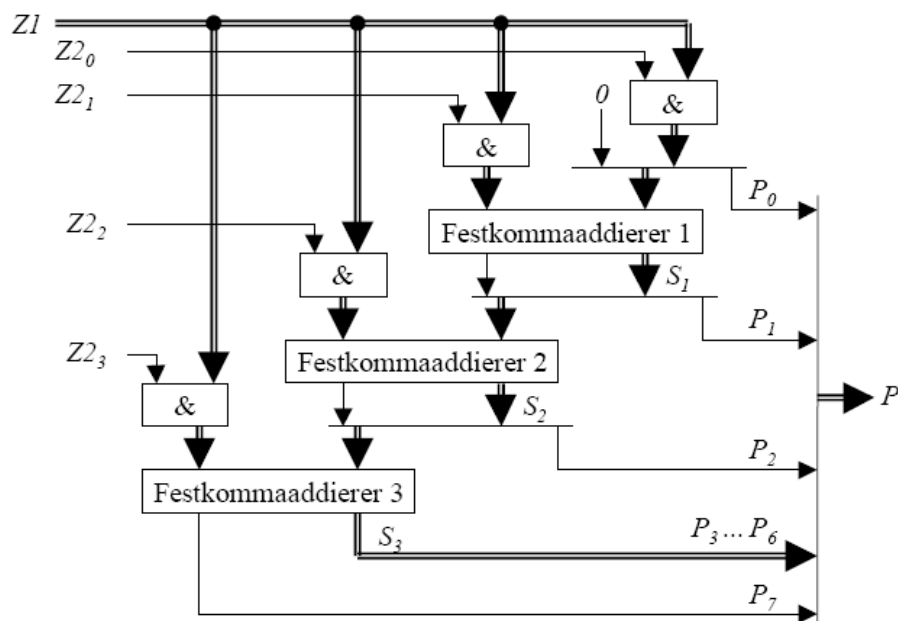 Z1
Z2₀
Z2₁
0
&
&
P₀
Z2₂
Festkommaaddierer 1
&
S₁
P₁
Z2₃
Festkommaaddierer 2
&
S₂
P
P₂
Festkommaaddierer 3
S₃
P₃ ... P₆
P₇